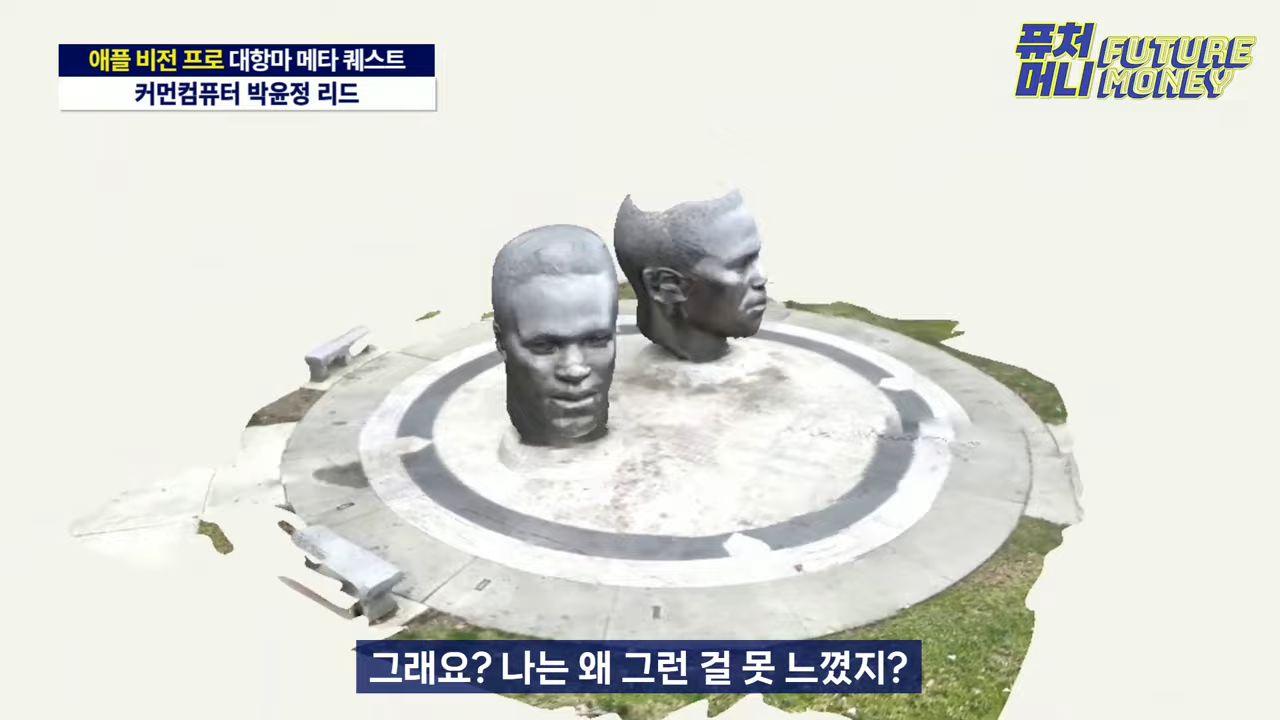 애플 비전 프로 대항마 메타 퀘스트
커먼컴퓨터 박윤정 리드
퓨처 FUTURE
머니 MONEY
그래요? 나는 왜 그런 걸 못 느꼈지?